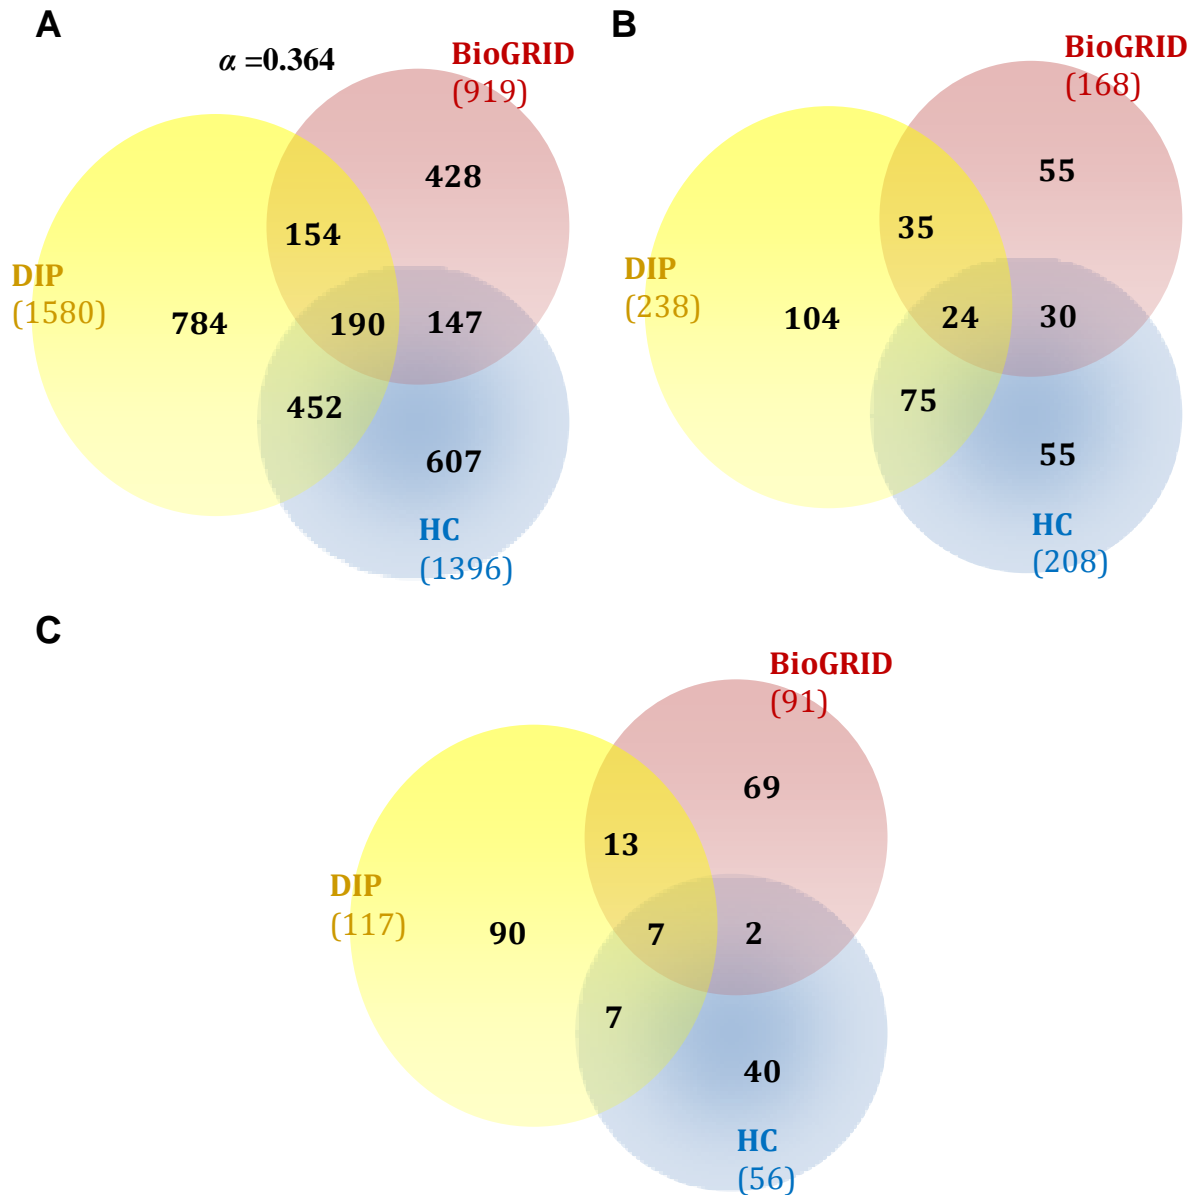 A
α =0.364
BioGRID
(919)
428
154
DIP
(1580)
784
190
147
452
607
HC
(1396)
B
BioGRID
(168)
55
35
DIP
(238)
104
24
30
75
55
HC
(208)
C
BioGRID
(91)
69
13
DIP
(117)
90
7
2
7
40
HC
(56)